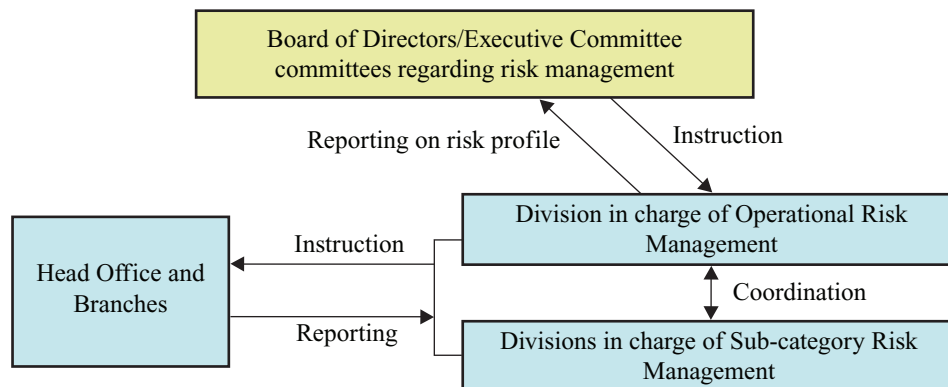 Board of Directors/Executive Committee
committees regarding risk management
Reporting on risk profile
Instruction
Division in charge of Operational Risk
Management
Instruction
Head Office and
Branches
Coordination
Reporting
Divisions in charge of Sub-category Risk
Management